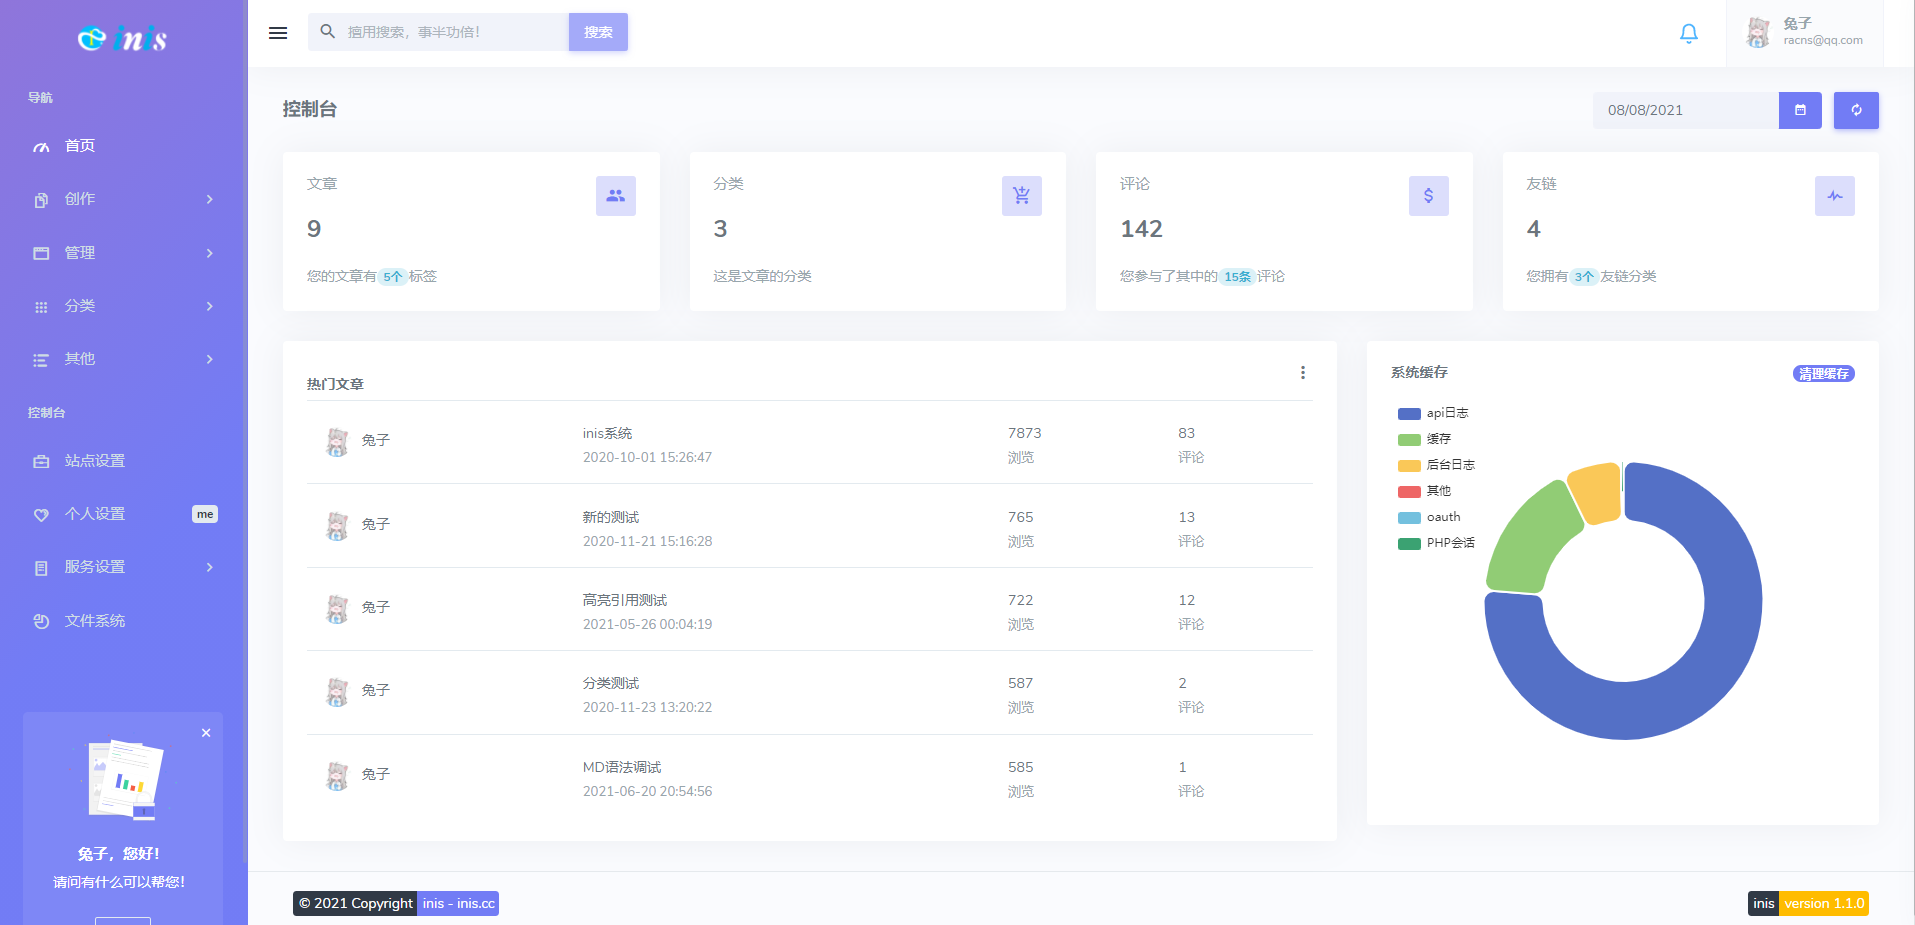 inis
导航
首页
创作
管理
分类
其他
控制台
站点设置
个人设置 me
服务设置
文件系统
兔子，您好！
请问有什么可以帮您！
擅用搜索，事半功倍！ 搜索
兔子
racns@qq.com
控制台
08/08/2021
文章
9
您的文章有 5个 标签
分类
3
这是文章的分类
评论
142
您参与了其中的 15条 评论
友链
4
您拥有 3个 友链分类
热门文章
兔子 inis系统 7873 83
2020-10-01 15:26:47 浏览 评论
兔子 新的测试 765 13
2020-11-21 15:16:28 浏览 评论
兔子 高亮引用测试 722 12
2021-05-26 00:04:19 浏览 评论
兔子 分类测试 587 2
2020-11-23 13:20:22 浏览 评论
兔子 MD语法调试 585 1
2021-06-20 20:54:56 浏览 评论
系统缓存 清理缓存
api日志
缓存
后台日志
其他
oauth
PHP会话
© 2021 Copyright inis - inis.cc
inis version 1.1.0